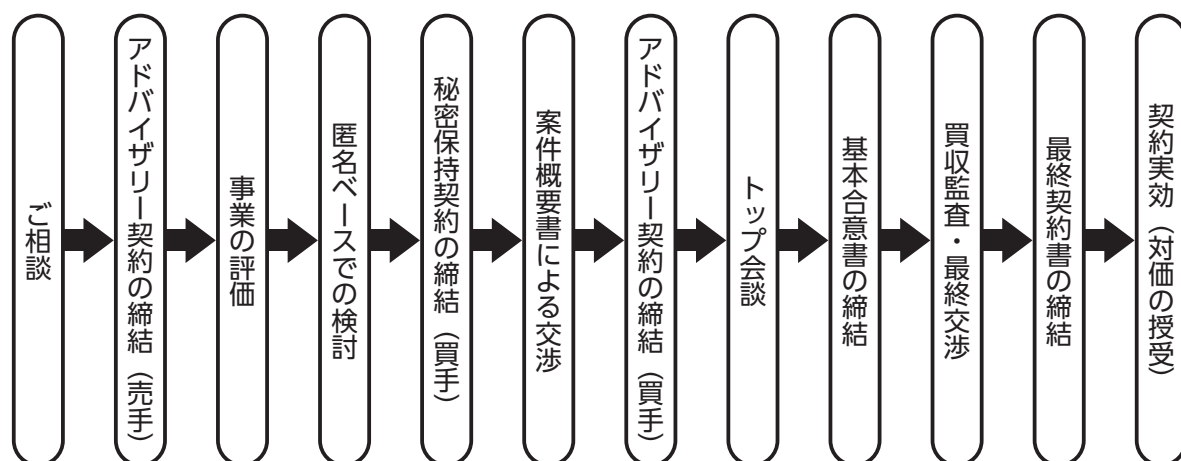 ご相談
アドバイザリー契約の締結（売手）
事業の評価
匿名ベースでの検討
秘密保持契約の締結（買手）
案件概要書による交渉
アドバイザリー契約の締結（買手）
トップ会談
基本合意書の締結
買収監査・最終交渉
最終契約書の締結
契約実効（対価の授受）